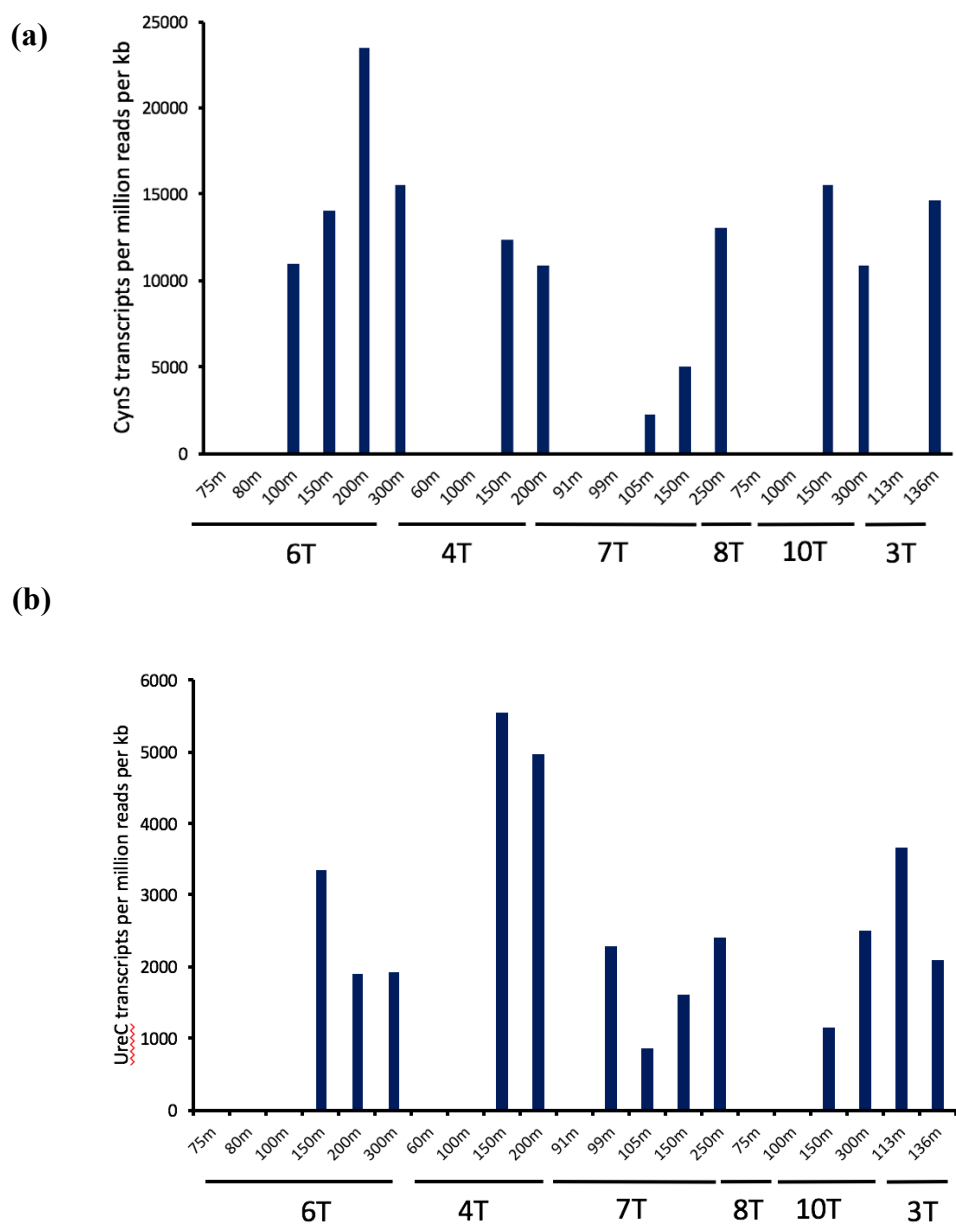 (a)
CynS transcripts per million reads per kb
25000
20000
15000
10000
5000
0
75m 80m 100m 150m 200m 300m 60m 100m 150m 200m 91m 99m 105m 150m 250m 75m 100m 150m 300m 113m 136m
6T 4T 7T 8T 10T 3T
(b)
UreC transcripts per million reads per kb
6000
5000
4000
3000
2000
1000
0
75m 80m 100m 150m 200m 300m 60m 100m 150m 200m 91m 99m 105m 150m 250m 75m 100m 150m 300m 113m 136m
6T 4T 7T 8T 10T 3T